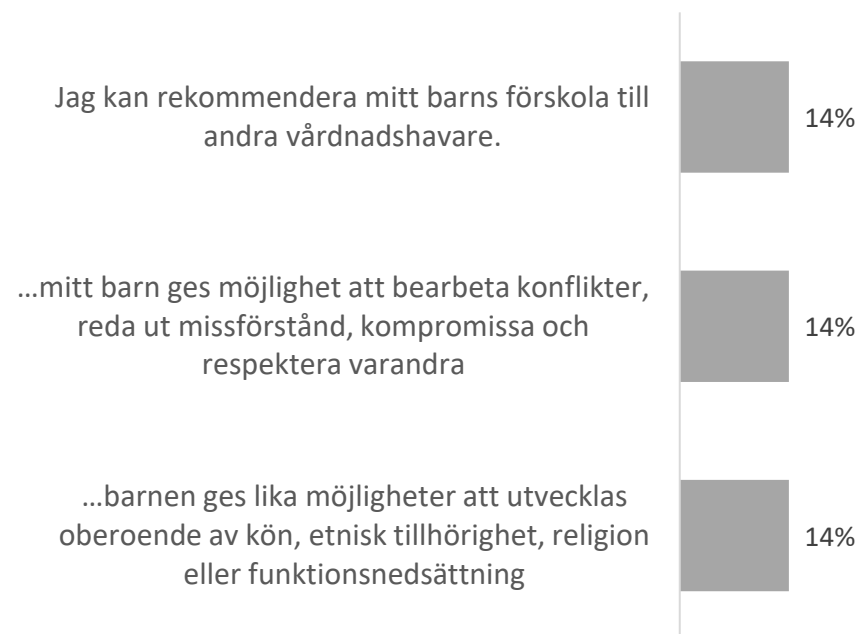 Jag kan rekommendera mitt barns förskola till
andra vårdnadshavare.
14%
…mitt barn ges möjlighet att bearbeta konflikter,
reda ut missförstånd, kompromissa och
respektera varandra
14%
…barnen ges lika möjligheter att utvecklas
oberoende av kön, etnisk tillhörighet, religion
eller funktionsnedsättning
14%